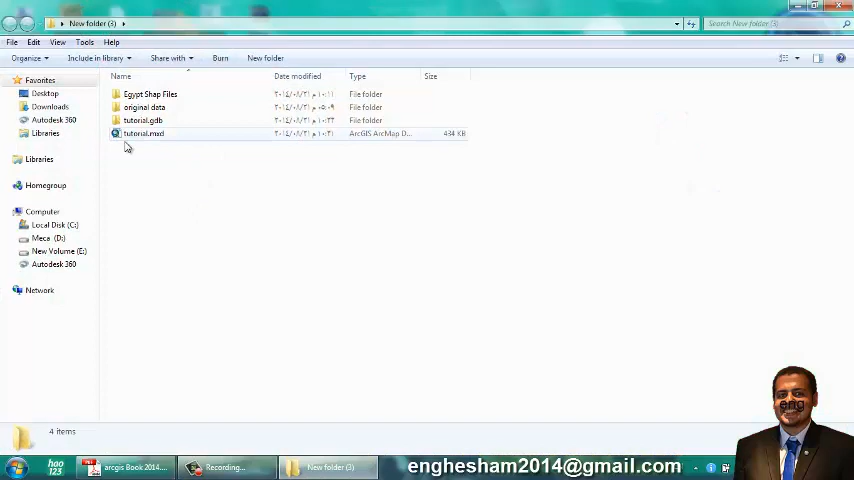 New folder (3)
Search New folder (3)
File Edit View Tools Help
Organize Include in library Share with Burn New folder
Name Date modified Type Size
Favorites
Desktop
Downloads
Autodesk 360
Libraries
Libraries
Homegroup
Computer
Local Disk (C:)
Meca (D:)
New Volume (E:)
Autodesk 360
Network
Egypt Shap Files File folder
original data File folder
tutorial.gdb File folder
tutorial.mxd ArcGIS ArcMap D... 434 KB
4 items
hao
123
arcgis Book 2014....
Recording...
New folder (3)
enghesham2014@gmail.com
eng